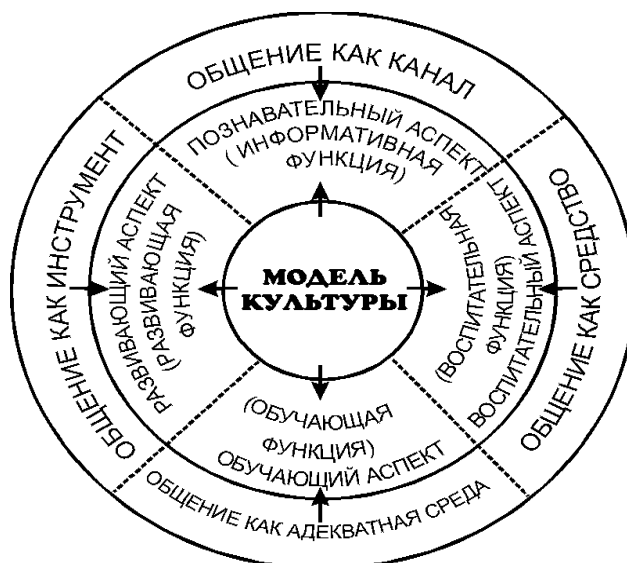 ОБЩЕНИЕ КАК КАНАЛ
ПОЗНАВАТЕЛЬНЫЙ АСПЕКТ
( ИНФОРМАТИВНАЯ
ФУНКЦИЯ)
ОБЩЕНИЕ КАК ИНСТРУМЕНТ
РАЗВИВАЮЩИЙ АСПЕКТ
(РАЗВИВАЮЩАЯ
ФУНКЦИЯ)
МОДЕЛЬ
КУЛЬТУРЫ
(ВОСПИТАТЕЛЬНАЯ
ФУНКЦИЯ)
ВОСПИТАТЕЛЬНЫЙ АСПЕКТ
ОБЩЕНИЕ КАК СРЕДСТВО
(ОБУЧАЮЩАЯ
ФУНКЦИЯ)
ОБУЧАЮЩИЙ АСПЕКТ
ОБЩЕНИЕ КАК АДЕКВАТНАЯ СРЕДА